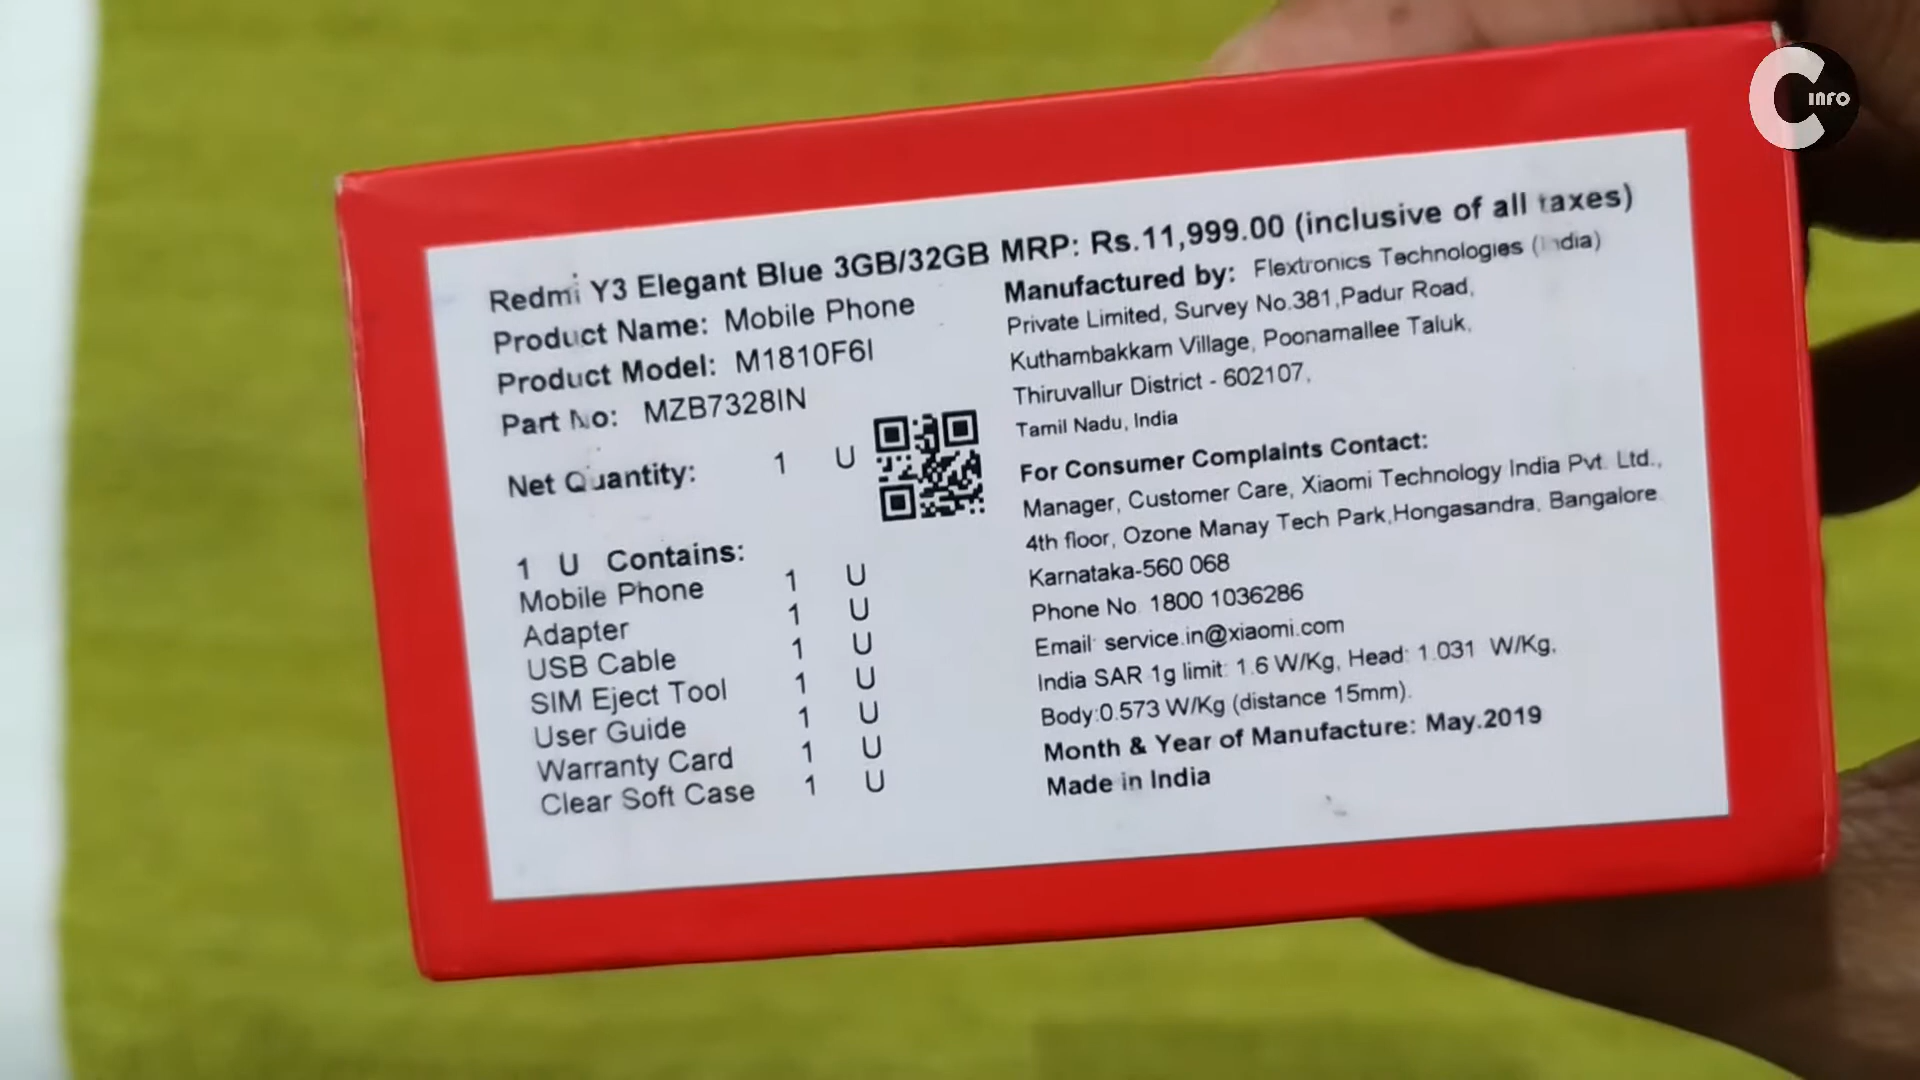 Redmi Y3 Elegant Blue 3GB/32GB MRP: Rs.11,999.00 (inclusive of all taxes)
Product Name: Mobile Phone
Product Model: M1810F6I
Part No: MZB7328IN
Net Quantity: 1 U
1 U Contains:
Mobile Phone 1 U
Adapter 1 U
USB Cable 1 U
SIM Eject Tool 1 U
User Guide 1 U
Warranty Card 1 U
Clear Soft Case 1 U
Manufactured by: Flextronics Technologies (India)
Private Limited, Survey No.381,Padur Road,
Kuthambakkam Village, Poonamallee Taluk,
Thiruvallur District - 602107,
Tamil Nadu, India
For Consumer Complaints Contact:
Manager, Customer Care, Xiaomi Technology India Pvt. Ltd.,
4th floor, Ozone Manay Tech Park,Hongasandra, Bangalore
Karnataka-560 068
Phone No. 1800 1036286
Email: service.in@xiaomi.com
India SAR 1g limit: 1.6 W/Kg, Head: 1.031 W/Kg,
Body:0.573 W/Kg (distance 15mm).
Month & Year of Manufacture: May.2019
Made in India
C INFO